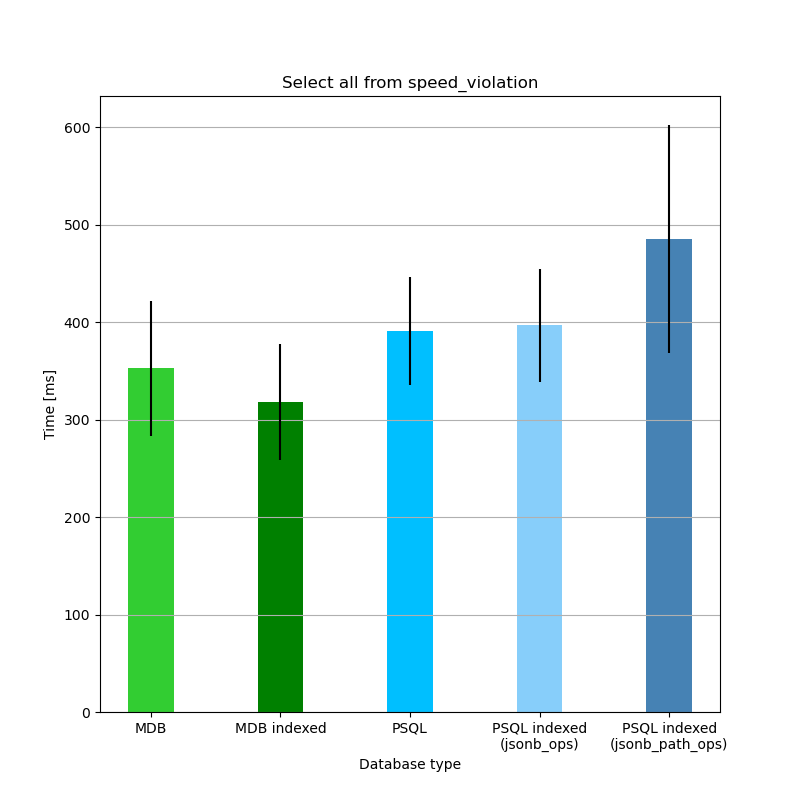 Select all from speed_violation
Time [ms]
600
500
400
300
200
100
0
MDB
MDB indexed
PSQL
PSQL indexed
(jsonb_ops)
PSQL indexed
(jsonb_path_ops)
Database type